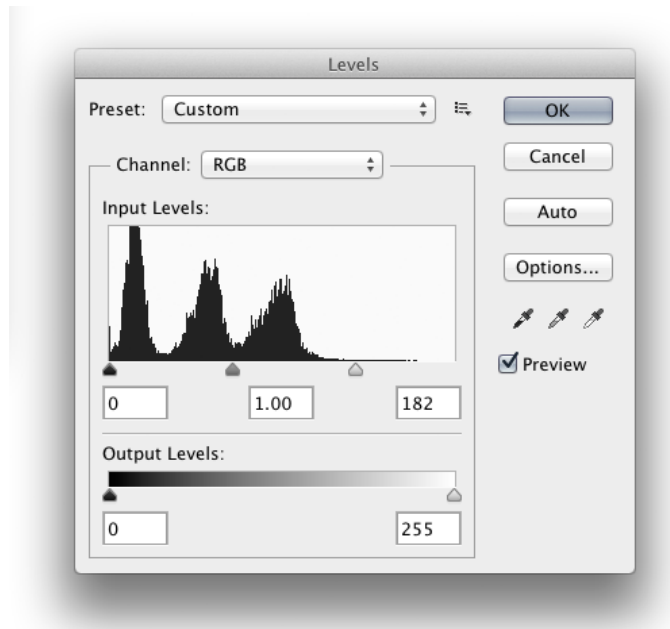 Levels
Preset: Custom
OK
Cancel
Channel: RGB
Auto
Input Levels:
Options...
Preview
0 1.00 182
Output Levels:
0 255